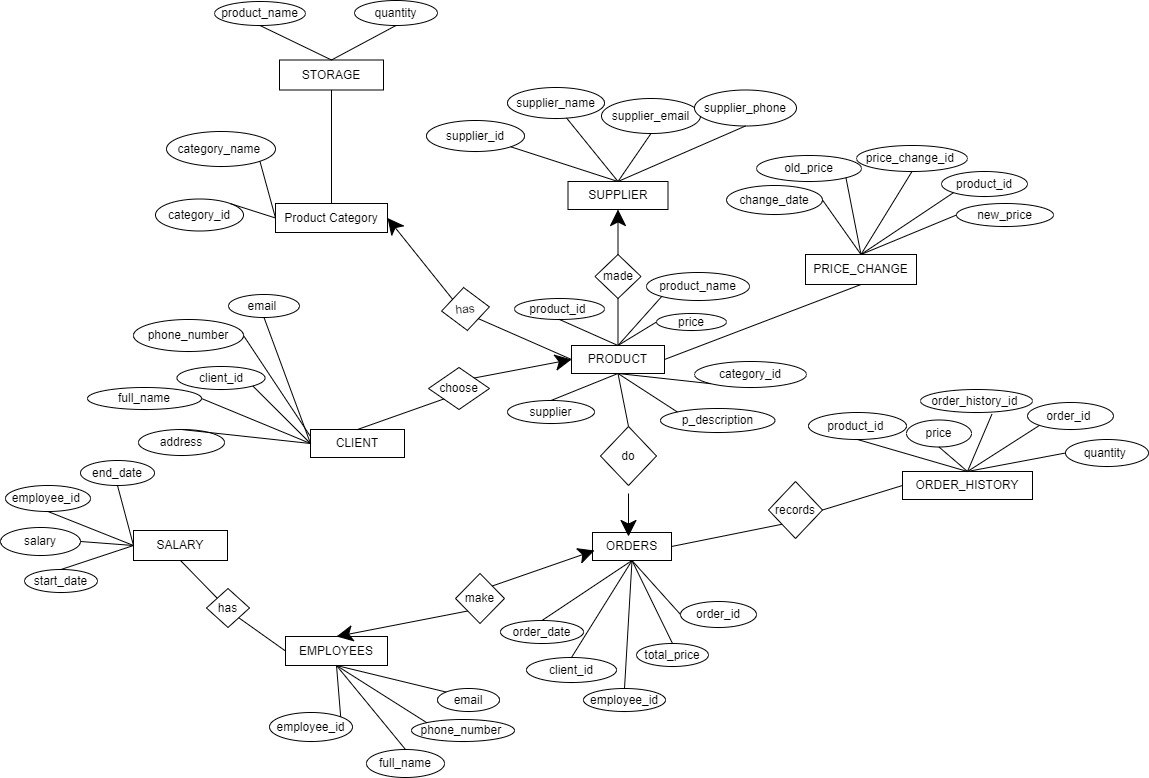 product_name
quantity
STORAGE
supplier_name
supplier_email
supplier_phone
supplier_id
category_name
category_id
Product Category
SUPPLIER
old_price
price_change_id
product_id
change_date
new_price
PRICE_CHANGE
made
has
product_id
product_name
price
PRODUCT
email
phone_number
client_id
full_name
address
CLIENT
choose
category_id
supplier
p_description
do
order_history_id
product_id
price
order_id
quantity
ORDER_HISTORY
records
end_date
employee_id
salary
start_date
SALARY
ORDERS
has
make
order_date
order_id
client_id
total_price
employee_id
EMPLOYEES
email
employee_id
phone_number
full_name